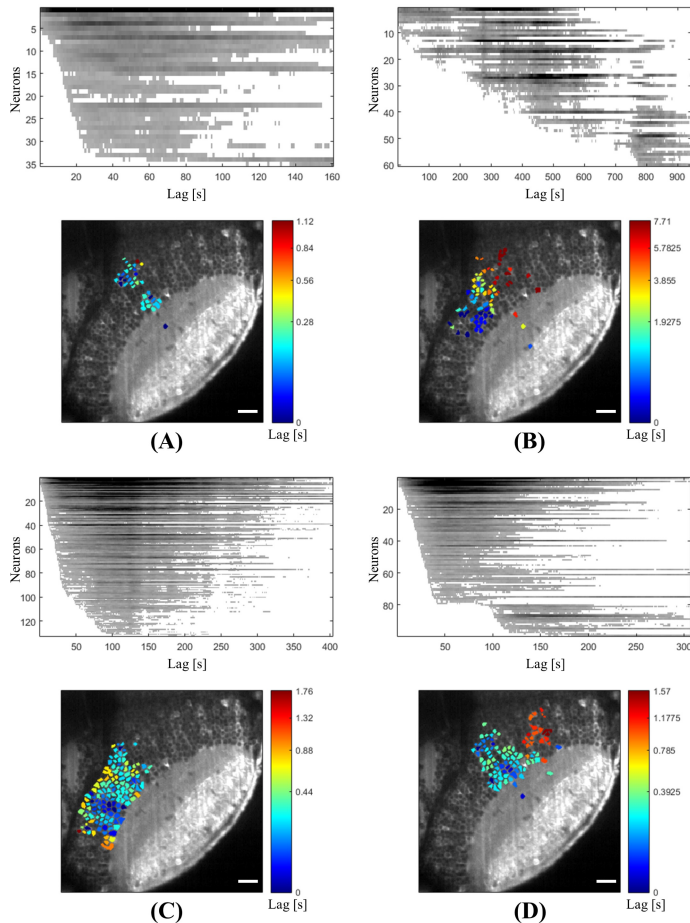 Neurons
5
10
15
20
25
30
35
20 40 60 80 100 120 140 160
Lag [s]
Neurons
10
20
30
40
50
60
100 200 300 400 500 600 700 800 900
Lag [s]
1.12
0.84
0.56
0.28
0
Lag [s]
(A)
7.71
5.7825
3.855
1.9275
0
Lag [s]
(B)
Neurons
20
40
60
80
100
120
50 100 150 200 250 300 350 400
Lag [s]
Neurons
20
40
60
80
50 100 150 200 250 300
Lag [s]
1.76
1.32
0.88
0.44
0
Lag [s]
(C)
1.57
1.1775
0.785
0.3925
0
Lag [s]
(D)